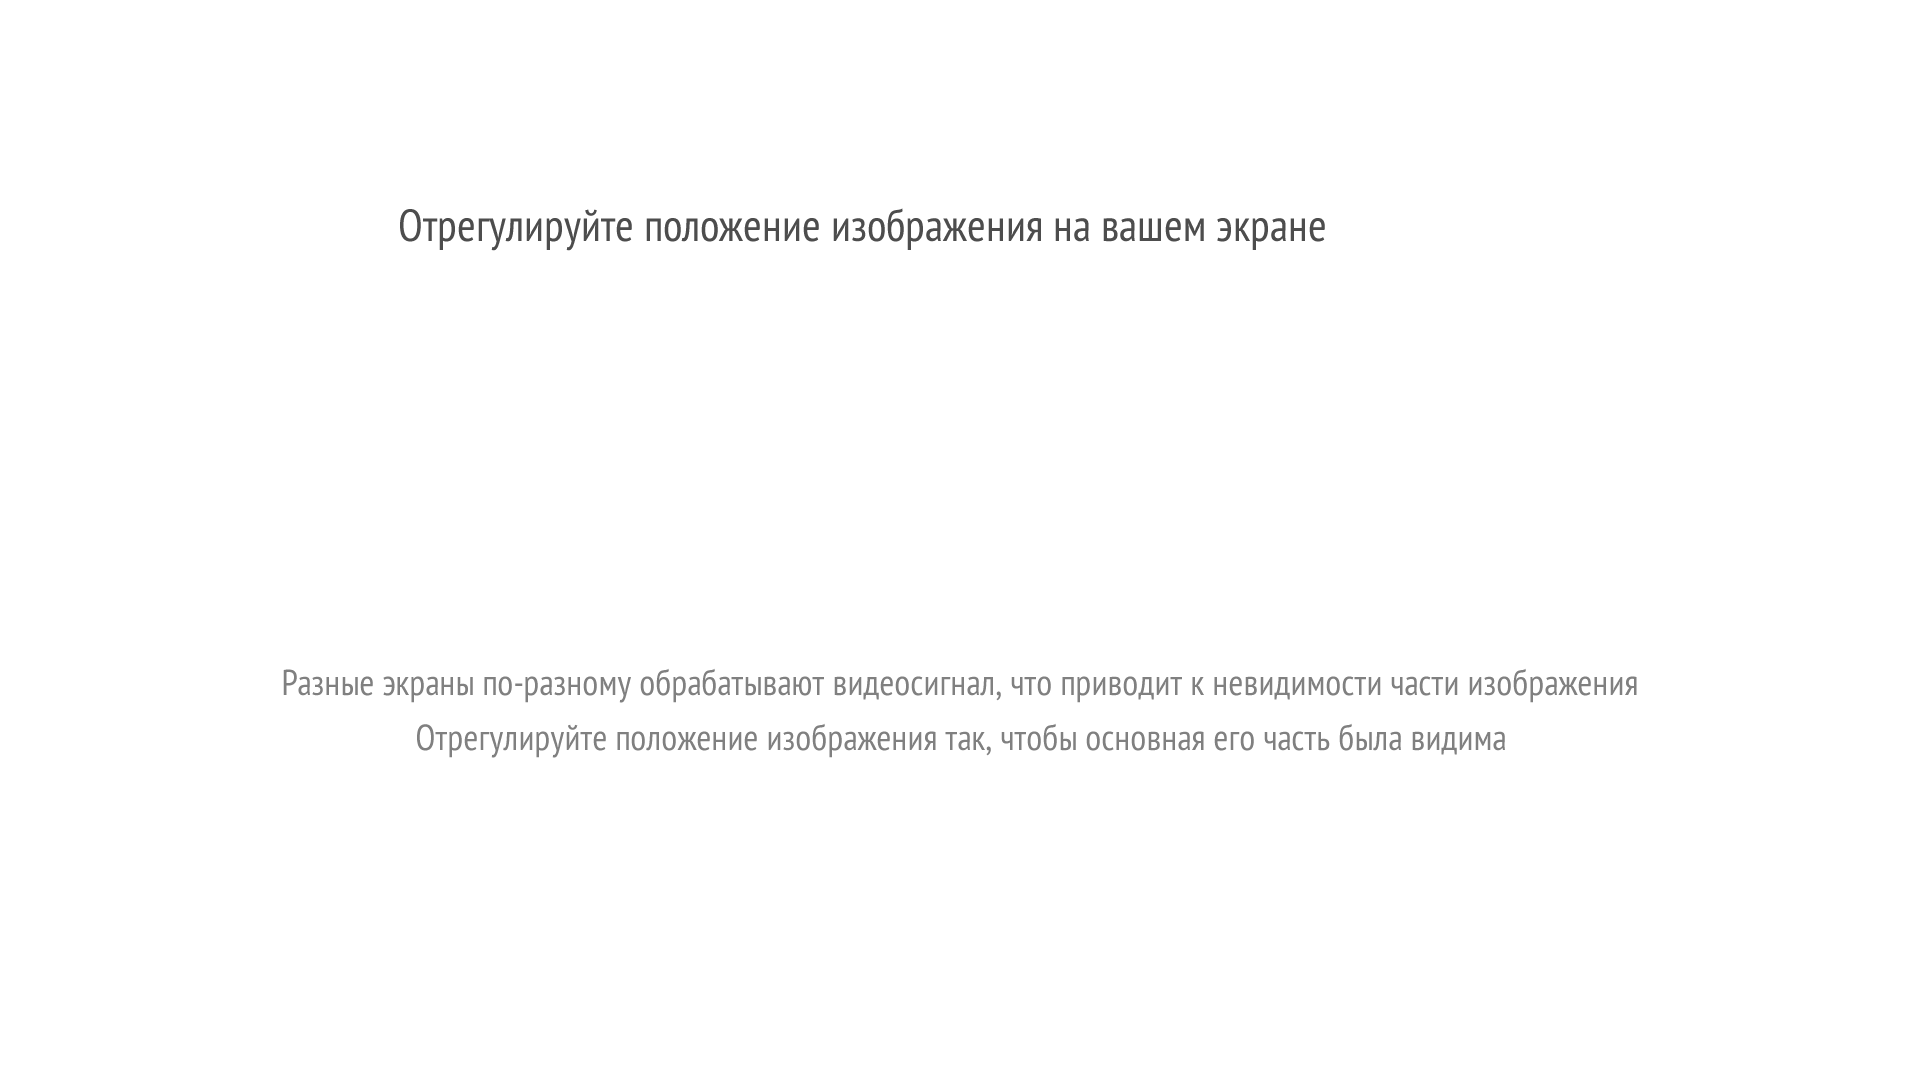 Отрегулируйте положение изображения на вашем экране
Разные экраны по-разному обрабатывают видеосигнал, что приводит к невидимости части изображения
Отрегулируйте положение изображения так, чтобы основная его часть была видима